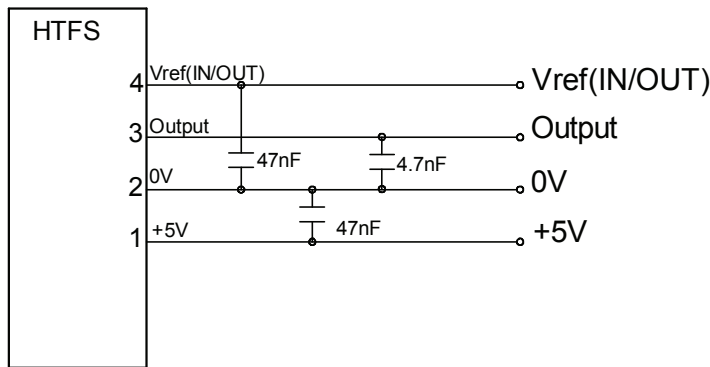 HTFS
4 Vref(IN/OUT) Vref(IN/OUT)
3 Output Output
47nF 4.7nF
2 0V 0V
47nF
1 +5V +5V